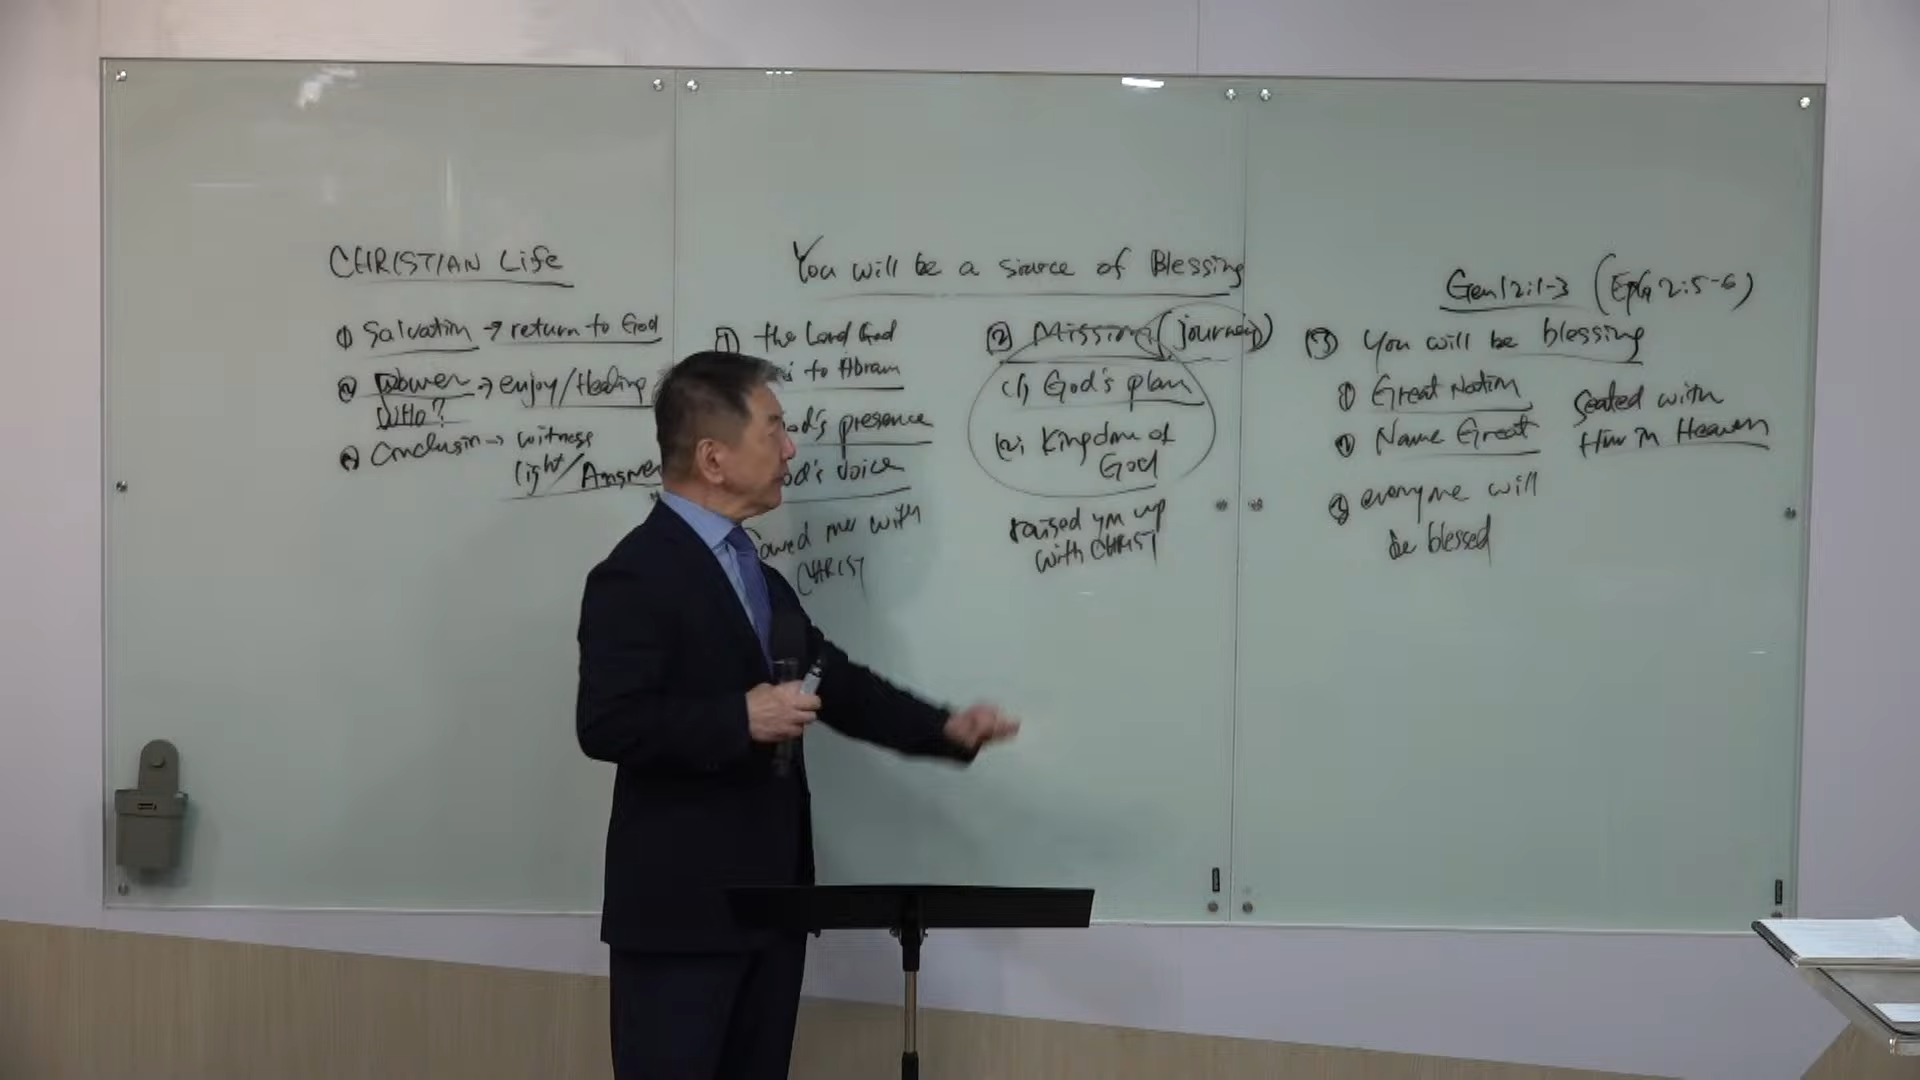 CHRISTIAN Life
① Salvation → return to God
② Power → enjoy/Healing
Who?
③ Conclusion → witness
light/Answer
You will be a source of Blessing
① the Lord God
to Abram
God's presence
God's voice
me with
CHRIST
② Mission (journey)
(1) God's plan
(2) Kingdom of
God
raised you up
with CHRIST
Gen 12:1-3 (Eph 2:5-6)
③ You will be blessing
① Great Nation
② Name Great
③ everyone will
be blessed
Seated with
Him in Heaven